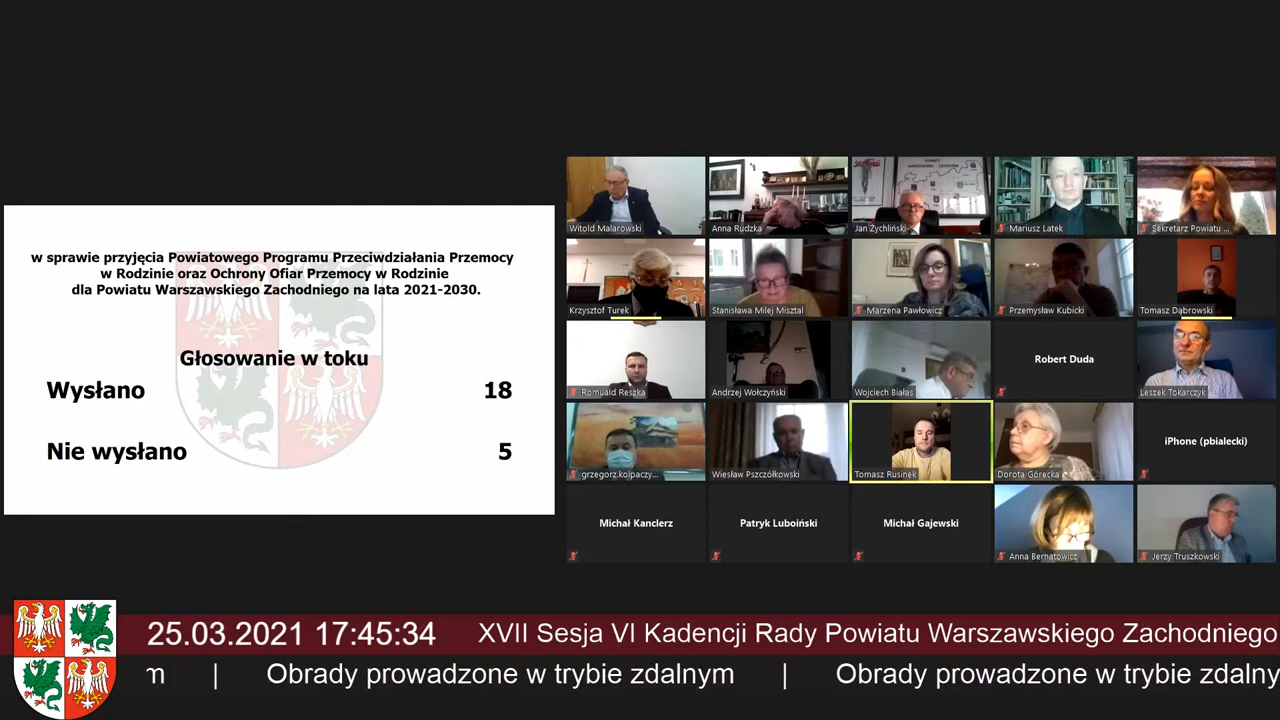 w sprawie przyjęcia Powiatowego Programu Przeciwdziałania Przemocy
w Rodzinie oraz Ochrony Ofiar Przemocy w Rodzinie
dla Powiatu Warszawskiego Zachodniego na lata 2021-2030.
Głosowanie w toku
Wysłano 18
Nie wysłano 5
Witold Malarowski
Anna Rudzka
Jan Żychliński
Mariusz Latek
Sekretarz Powiatu ...
Krzysztof Turek
Stanisława Milej Misztal
Marzena Pawłowicz
Przemysław Kubicki
Tomasz Dąbrowski
Romuald Reszka
Andrzej Wołczyński
Wojciech Białas
Robert Duda
Leszek Tokarczyk
grzegorz.kolpaczy...
Wiesław Pszczółkowski
Tomasz Rusinek
Dorota Górecka
iPhone (pbialecki)
Michał Kanclerz
Patryk Luboiński
Michał Gajewski
Anna Bernatowicz
Jerzy Truszkowski
25.03.2021 17:45:34 XVII Sesja VI Kadencji Rady Powiatu Warszawskiego Zachodniego
m | Obrady prowadzone w trybie zdalnym | Obrady prowadzone w trybie zdalny